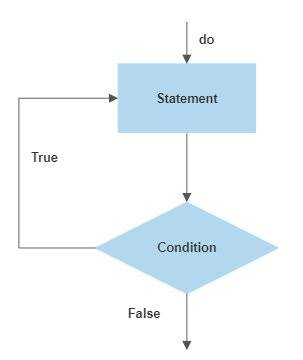 do
Statement
True
Condition
False